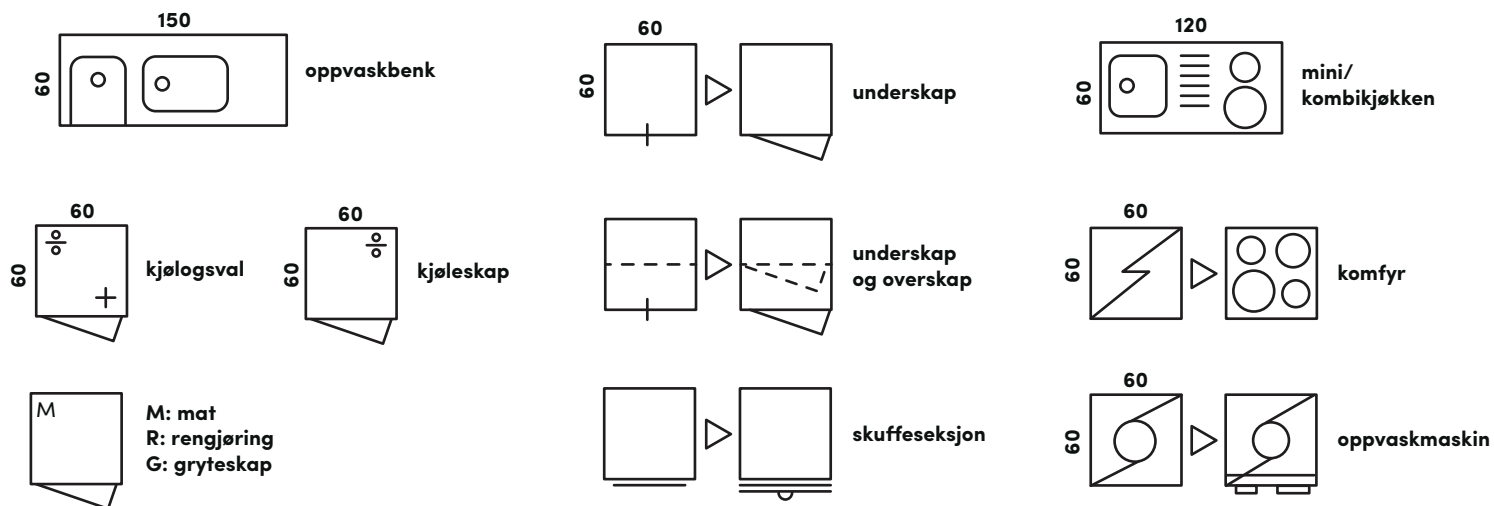 150
60
oppvaskbenk
60
60
underskap
120
60
mini/
kombikjøkken
60
60
kjølogsval
60
60
kjøleskap
underskap
og overskap
60
60
komfyr
M
M: mat
R: rengjøring
G: gryteskap
skuffeseksjon
60
60
oppvaskmaskin